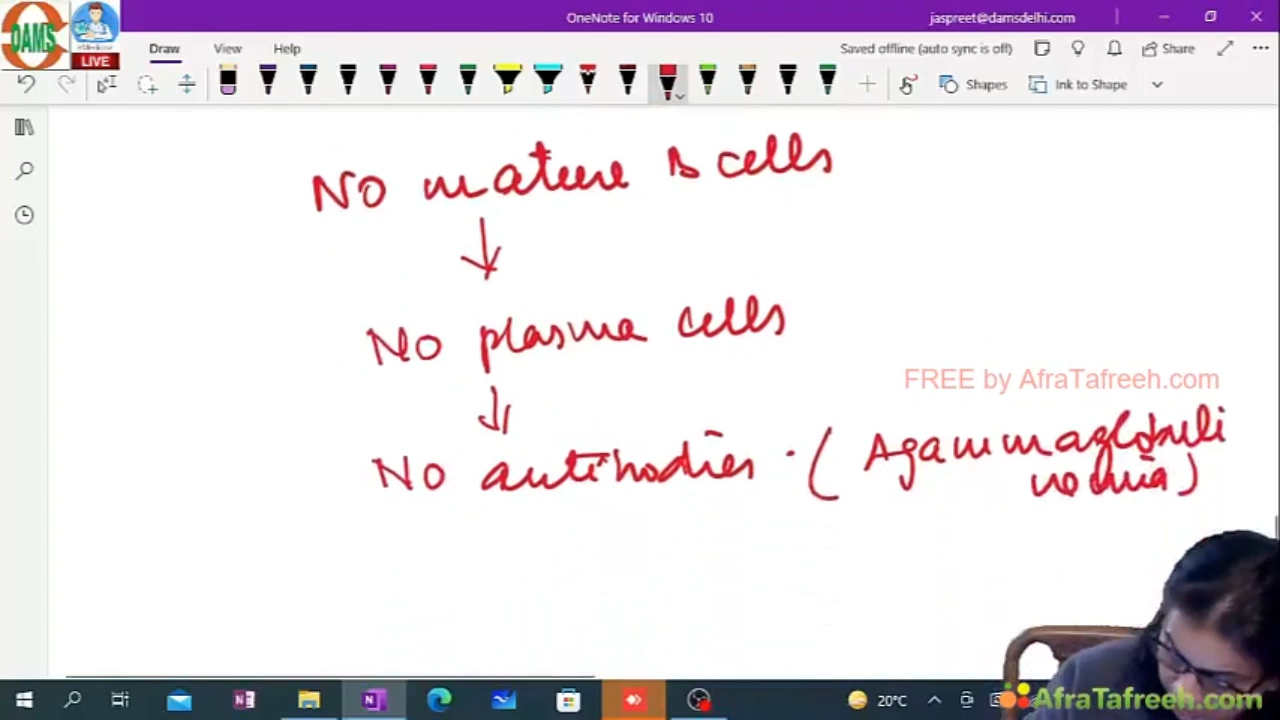 DAMS
eMedicoz
LIVE
OneNote for Windows 10
jaspreet@damsdelhi.com
Draw
View
Help
Saved offline (auto sync is off)
Share
Shapes
Ink to Shape
No mature B cells
No plasma cells
FREE by AfraTafreeh.com
No antibodies. (Agammaglobuli
nemia)
20°C
AfraTafreeh.com